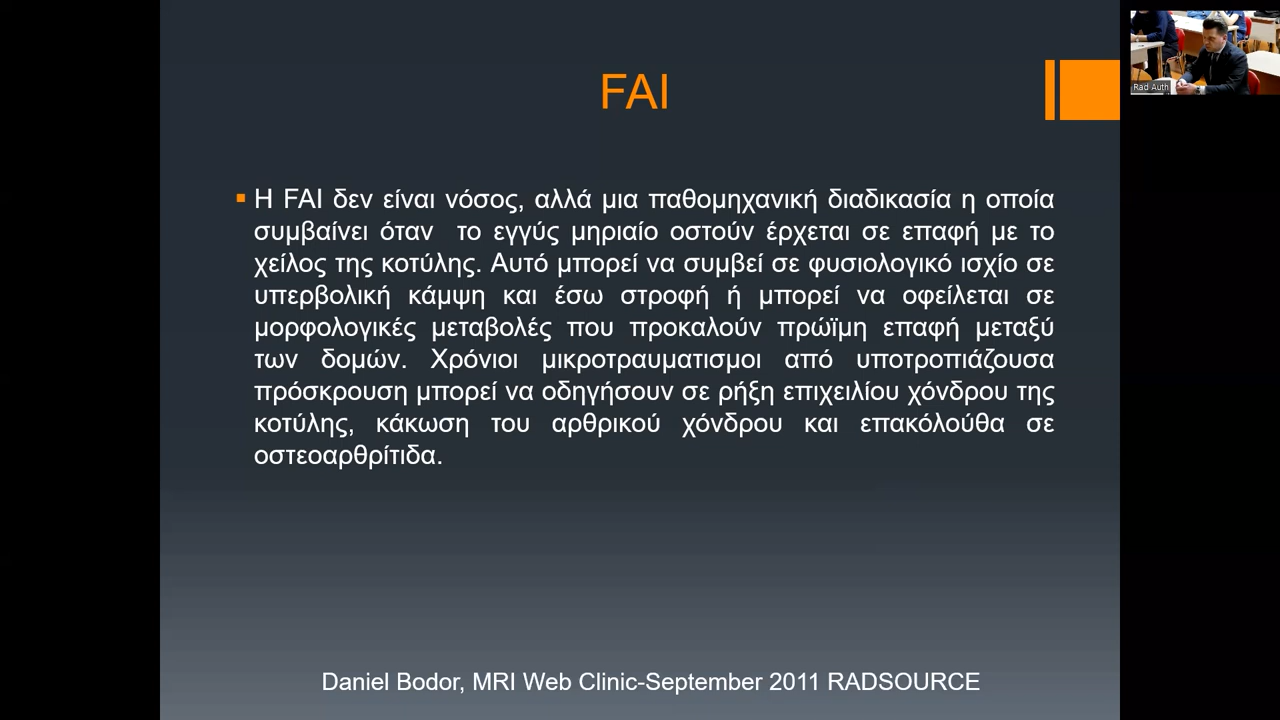 FAI
Rad Auth
Η FAI δεν είναι νόσος, αλλά μια παθομηχανική διαδικασία η οποία
συμβαίνει όταν το εγγύς μηριαίο οστούν έρχεται σε επαφή με το
χείλος της κοτύλης. Αυτό μπορεί να συμβεί σε φυσιολογικό ισχίο σε
υπερβολική κάμψη και έσω στροφή ή μπορεί να οφείλεται σε
μορφολογικές μεταβολές που προκαλούν πρώϊμη επαφή μεταξύ
των δομών. Χρόνιοι μικροτραυματισμοι από υποτροπιάζουσα
πρόσκρουση μπορεί να οδηγήσουν σε ρήξη επιχειλίου χόνδρου της
κοτύλης, κάκωση του αρθρικού χόνδρου και επακόλούθα σε
οστεοαρθρίτιδα.
Daniel Bodor, MRI Web Clinic-September 2011 RADSOURCE